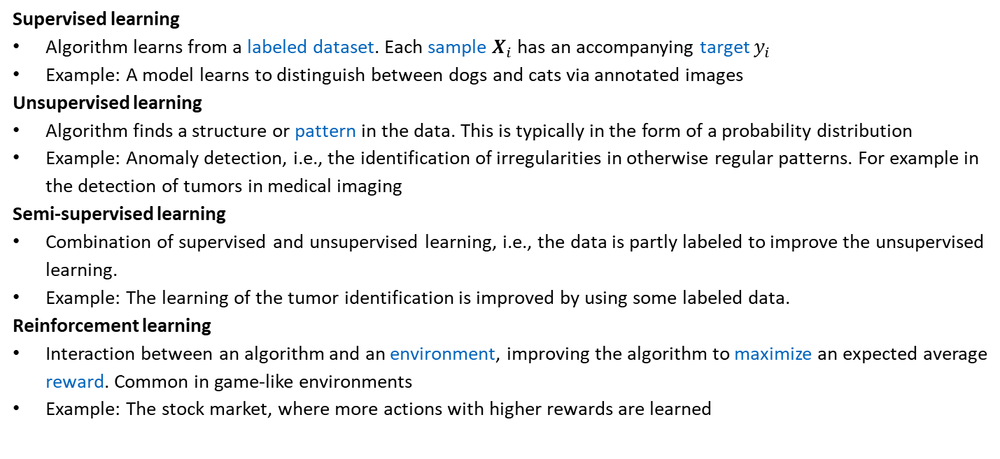 Supervised learning
• Algorithm learns from a labeled dataset. Each sample X_i has an accompanying target y_i
• Example: A model learns to distinguish between dogs and cats via annotated images
Unsupervised learning
• Algorithm finds a structure or pattern in the data. This is typically in the form of a probability distribution
• Example: Anomaly detection, i.e., the identification of irregularities in otherwise regular patterns. For example in
the detection of tumors in medical imaging
Semi-supervised learning
• Combination of supervised and unsupervised learning, i.e., the data is partly labeled to improve the unsupervised
learning.
• Example: The learning of the tumor identification is improved by using some labeled data.
Reinforcement learning
• Interaction between an algorithm and an environment, improving the algorithm to maximize an expected average
reward. Common in game-like environments
• Example: The stock market, where more actions with higher rewards are learned